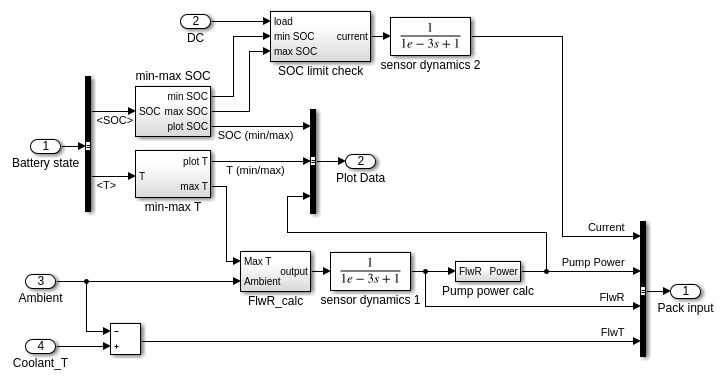 2
DC
load
min SOC
max SOC
current
SOC limit check
1
1e − 3s + 1
sensor dynamics 2
min-max SOC
SOC
min SOC
max SOC
plot SOC
<SOC>
SOC (min/max)
1
Battery state
<T>
T
plot T
max T
min-max T
T (min/max)
2
Plot Data
Current
Pump Power
FlwR
FlwT
1
Pack input
3
Ambient
Max T
Ambient
output
FlwR_calc
1
1e − 3s + 1
sensor dynamics 1
FlwR
Power
Pump power calc
4
Coolant_T
−
+